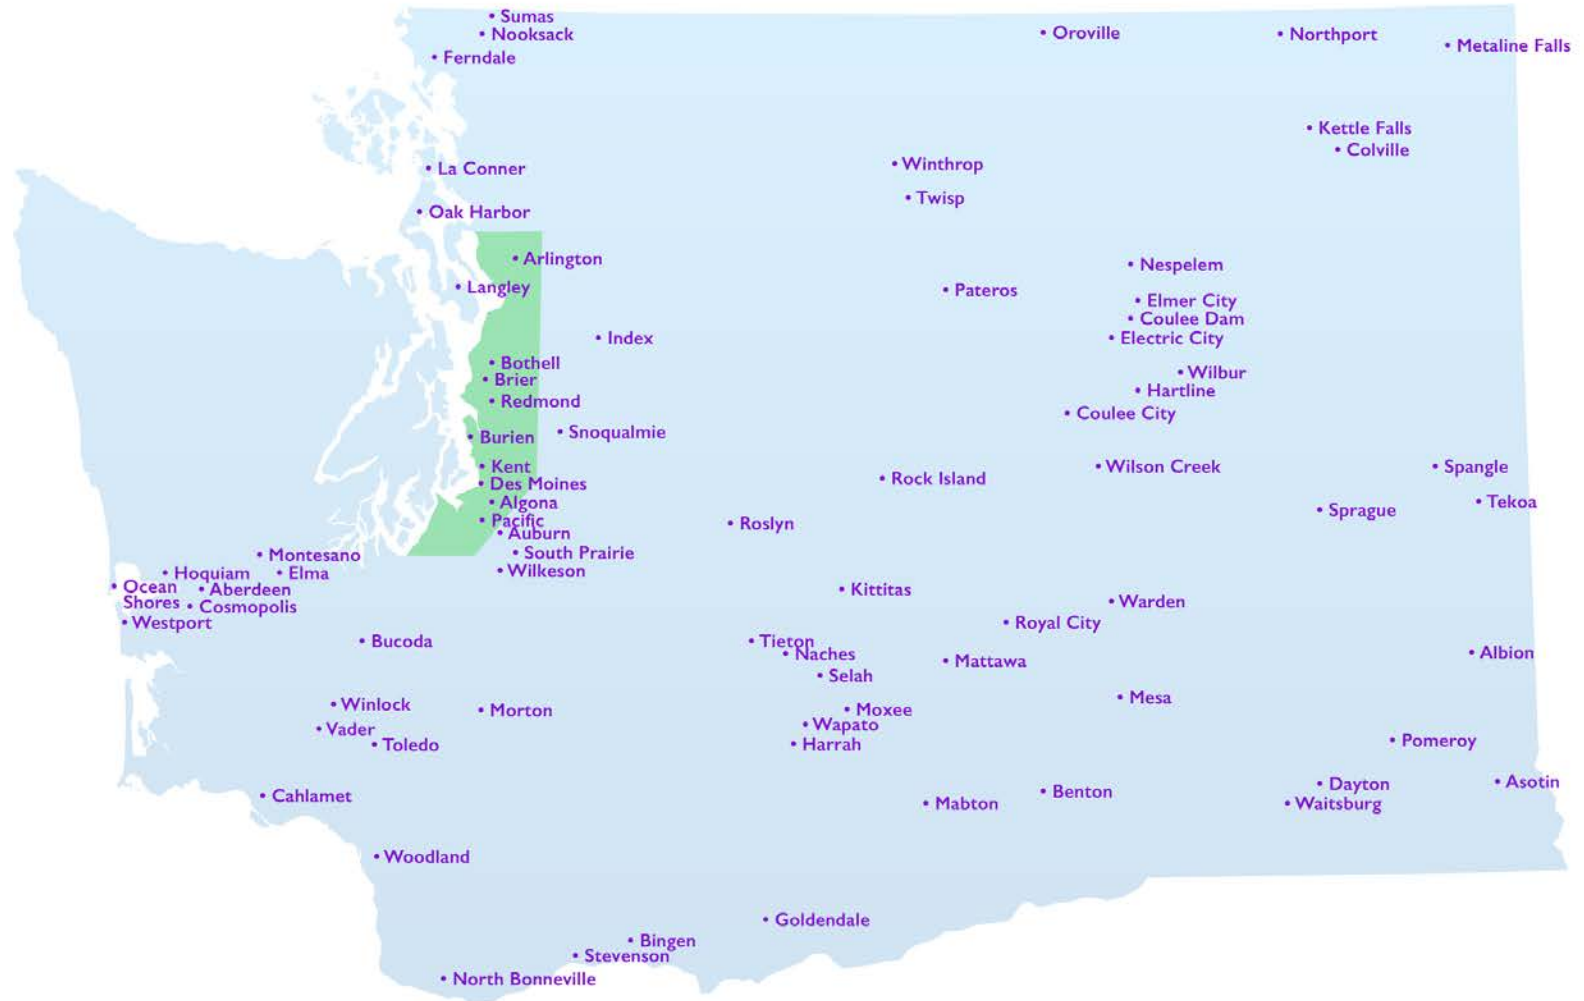 Sumas
Nooksack
Oroville
Northport
Metaline Falls
Ferndale
Kettle Falls
Colville
Winthrop
La Conner
Twisp
Oak Harbor
Arlington
Nespelem
Langley
Pateros
Elmer City
Coulee Dam
Index
Electric City
Bothell
Wilbur
Brier
Hartline
Redmond
Coulee City
Burien
Snoqualmie
Kent
Wilson Creek
Spangle
Rock Island
Des Moines
Algona
Tekoa
Sprague
Pacific
Roslyn
Auburn
Montesano
South Prairie
Hoquiam
Elma
Wilkeson
Ocean
Shores
Aberdeen
Kittitas
Cosmopolis
Warden
Westport
Royal City
Bucoda
Tieton
Naches
Albion
Mattawa
Selah
Mesa
Winlock
Morton
Moxee
Vader
Wapato
Toledo
Harrah
Pomeroy
Cahlamet
Benton
Dayton
Asotin
Mabton
Waitsburg
Woodland
Goldendale
Bingen
Stevenson
North Bonneville